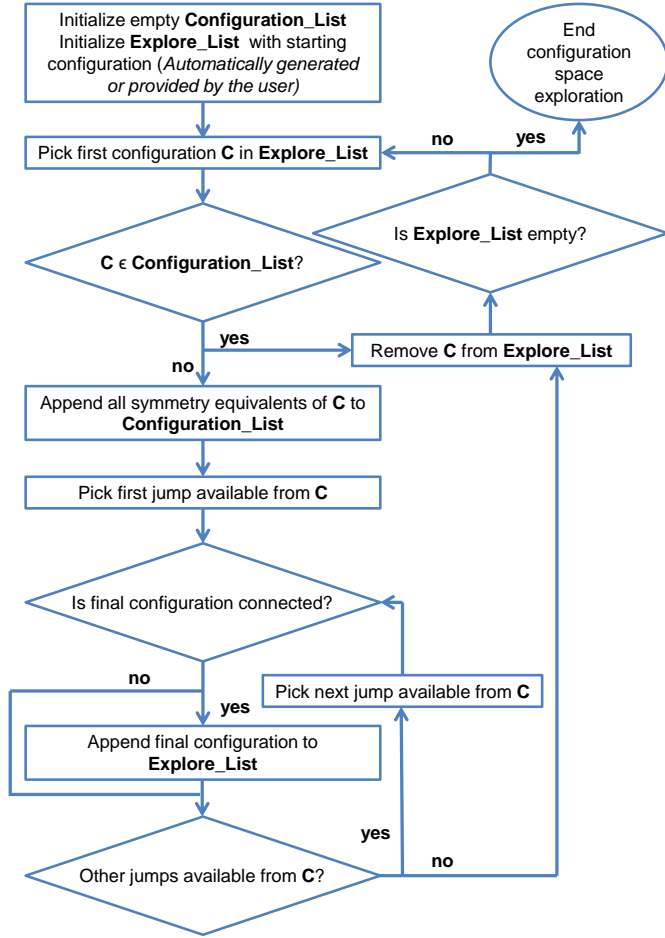 Initialize empty Configuration_List
Initialize Explore_List with starting
configuration (Automatically generated
or provided by the user)
End
configuration
space
exploration
no
yes
Pick first configuration C in Explore_List
Is Explore_List empty?
C ϵ Configuration_List?
yes
no
Remove C from Explore_List
Append all symmetry equivalents of C to
Configuration_List
Pick first jump available from C
Is final configuration connected?
no
yes
Pick next jump available from C
Append final configuration to
Explore_List
yes
no
Other jumps available from C?